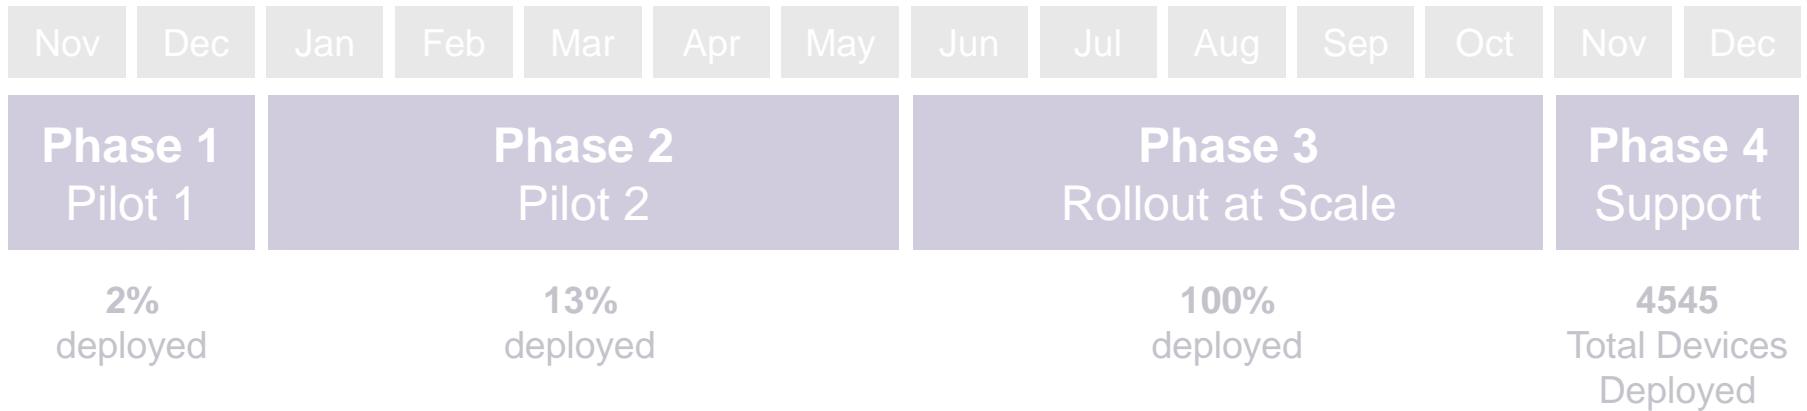 Nov Dec Jan Feb Mar Apr May Jun Jul Aug Sep Oct Nov Dec
Phase 1
Pilot 1
Phase 2
Pilot 2
Phase 3
Rollout at Scale
Phase 4
Support
2%
deployed
13%
deployed
100%
deployed
4545
Total Devices
Deployed